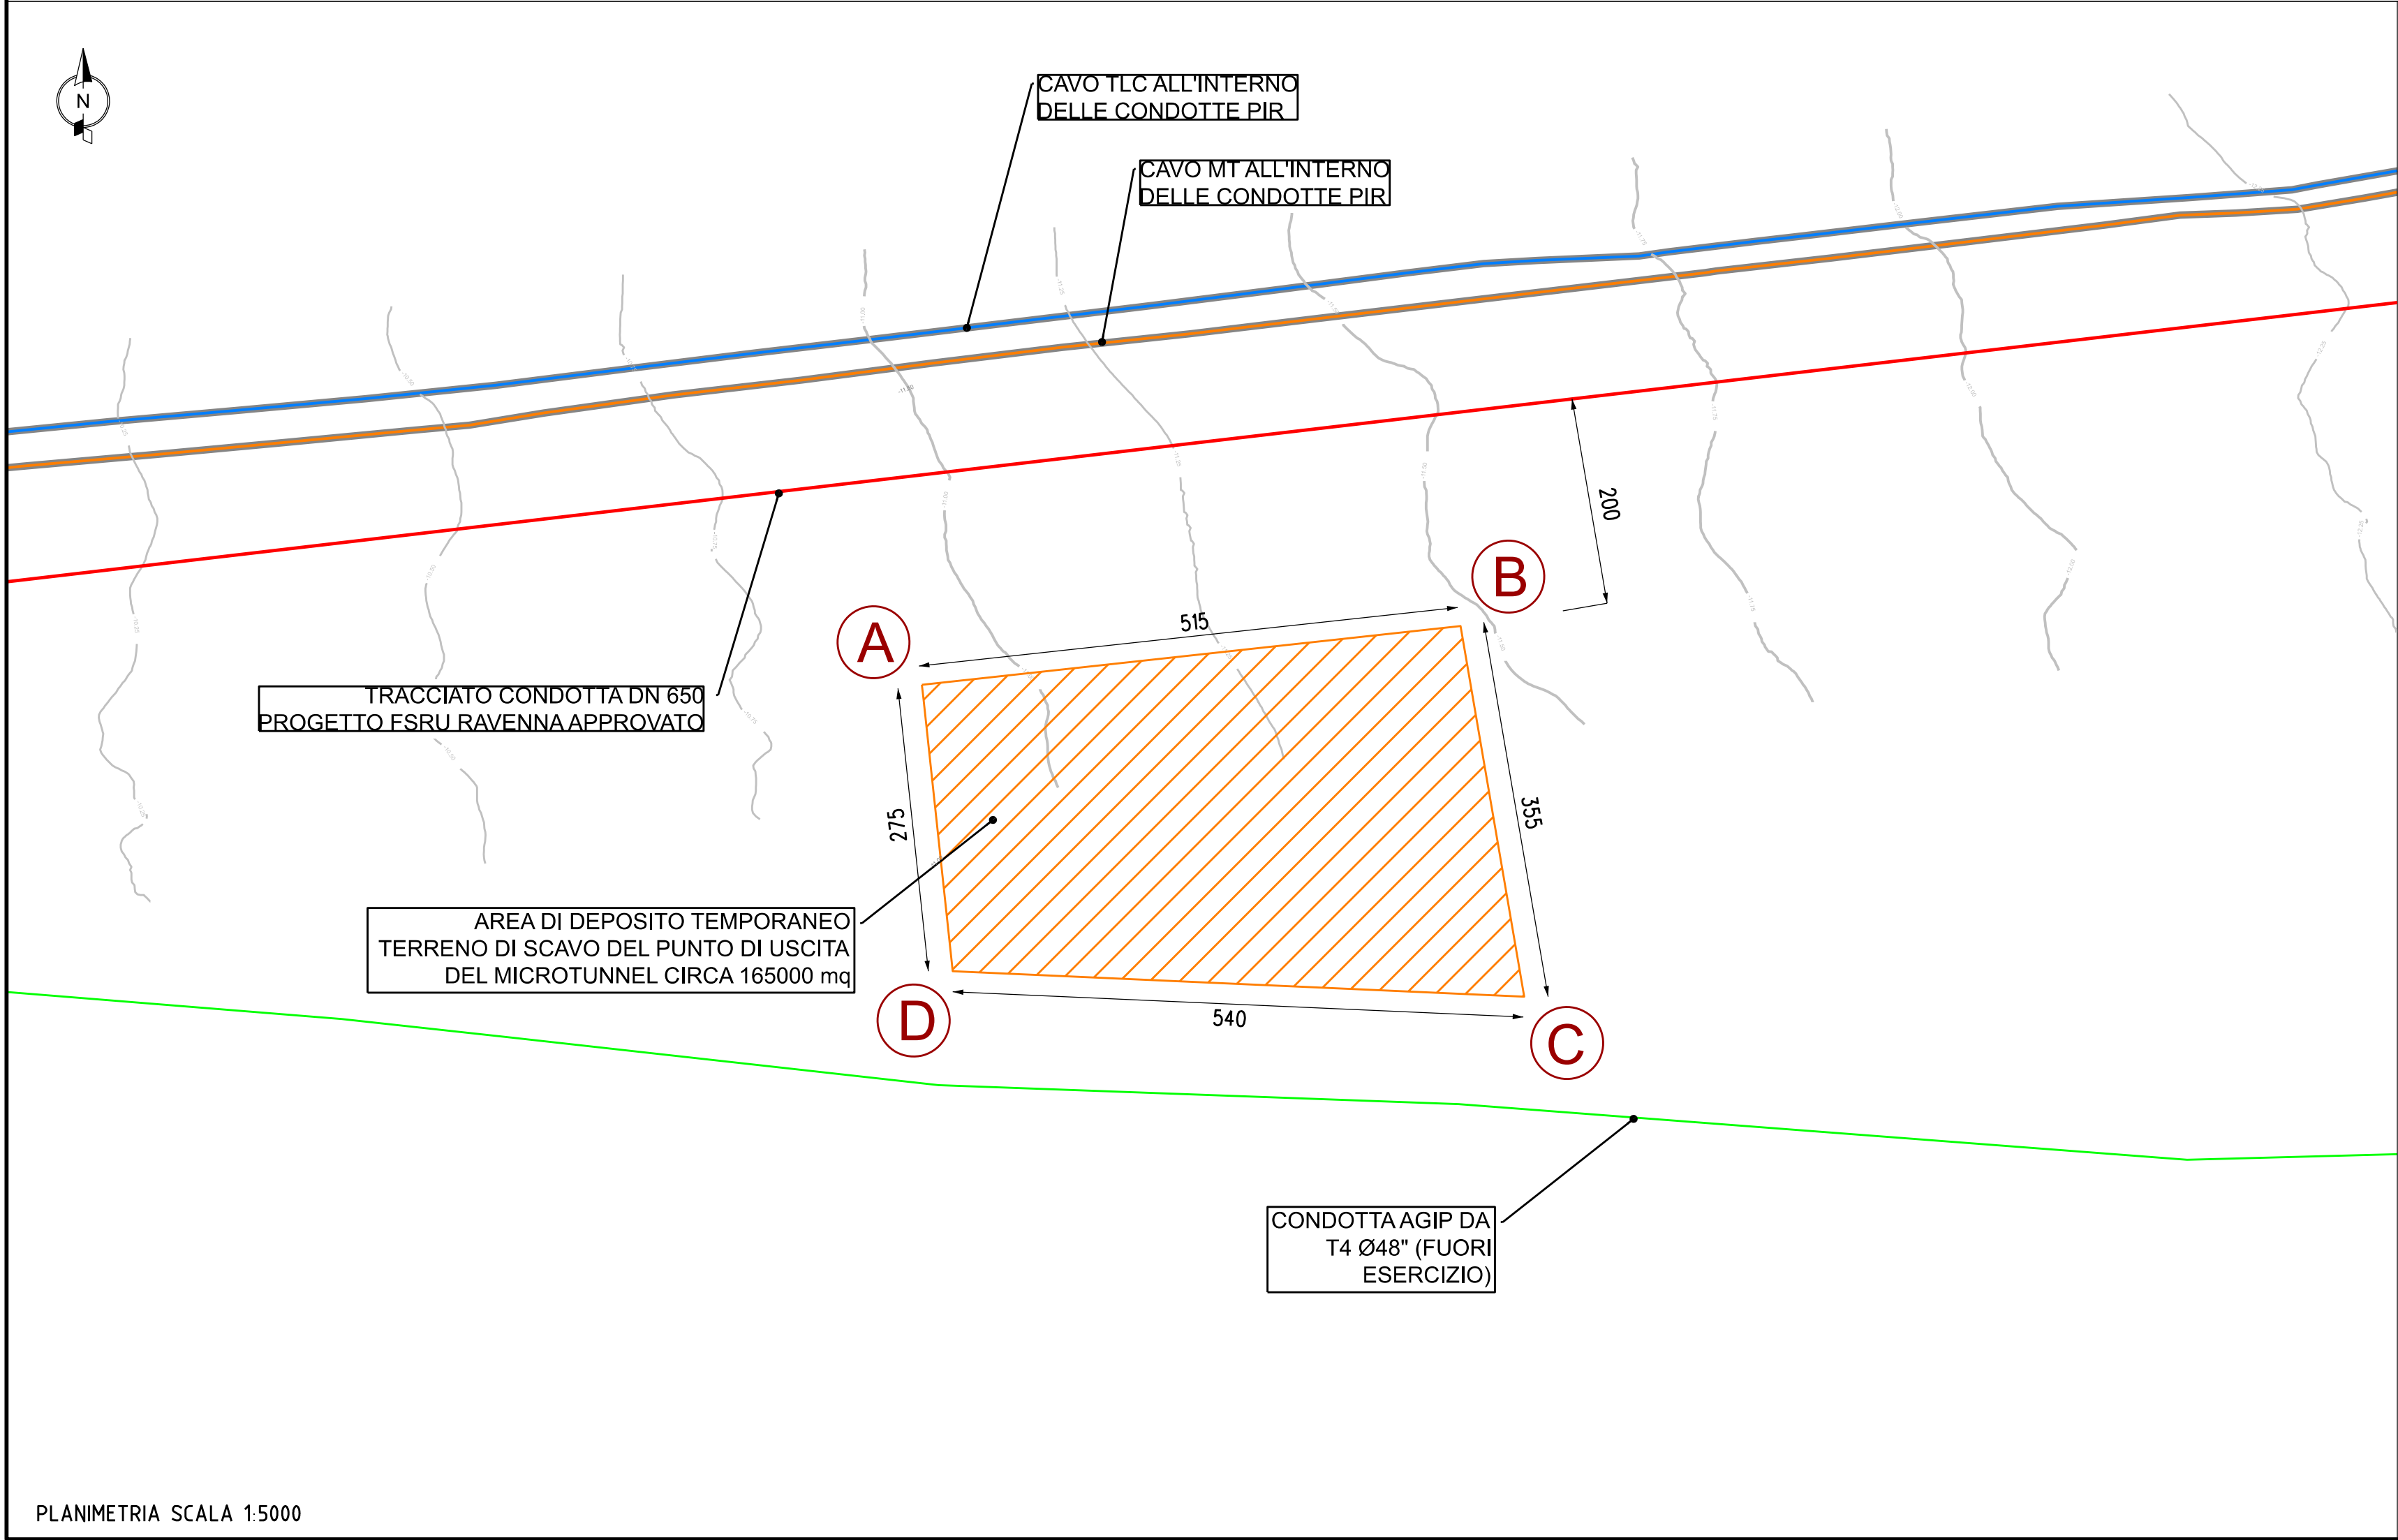 N
CAVO TLC ALL'INTERNO
DELLE CONDOTTE PIR
CAVO MT ALL'INTERNO
DELLE CONDOTTE PIR
200
B
515
A
TRACCIATO CONDOTTA DN 650
PROGETTO FSRU RAVENNA APPROVATO
275
355
AREA DI DEPOSITO TEMPORANEO
TERRENO DI SCAVO DEL PUNTO DI USCITA
DEL MICROTUNNEL CIRCA 165000 mq
D
540
C
CONDOTTA AGIP DA
T4 Ø48" (FUORI
ESERCIZIO)
PLANIMETRIA SCALA 1:5000